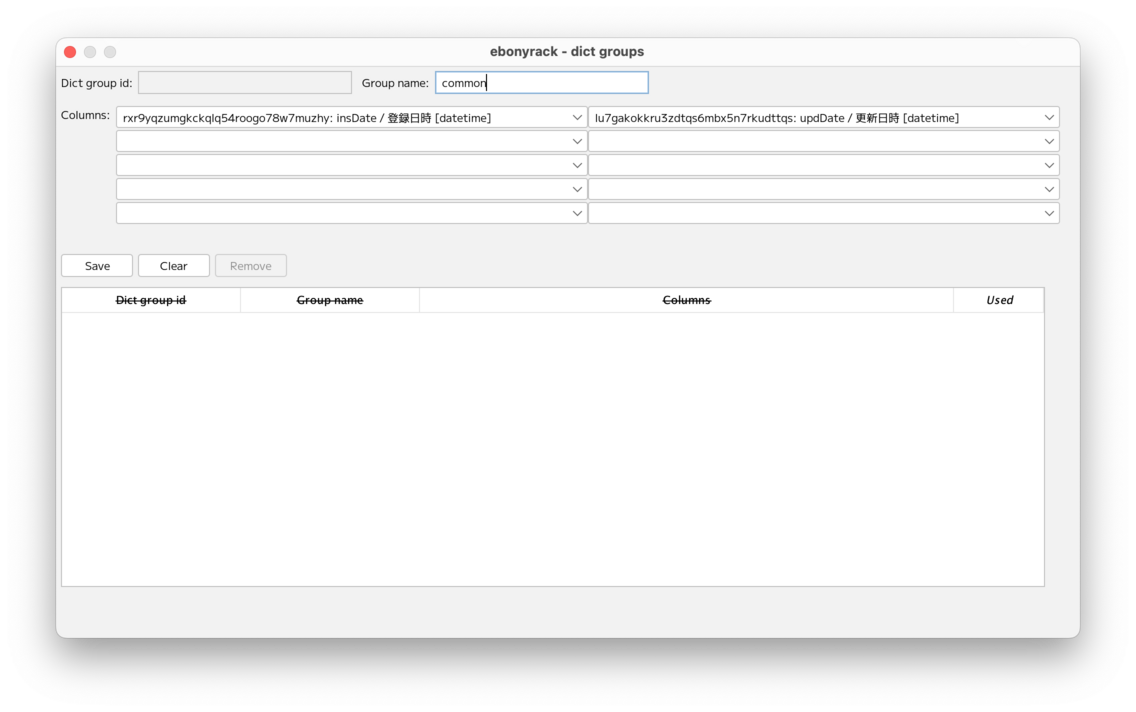 ebonyrack - dict groups
Dict group id: Group name: common
Columns: rxr9yqzumgkckqlq54roogo78w7muzhy: insDate / 登録日時 [datetime] lu7gakokkru3zdtqs6mbx5n7rkudttqs: updDate / 更新日時 [datetime]
Save Clear Remove
Dict group id Group name Columns Used